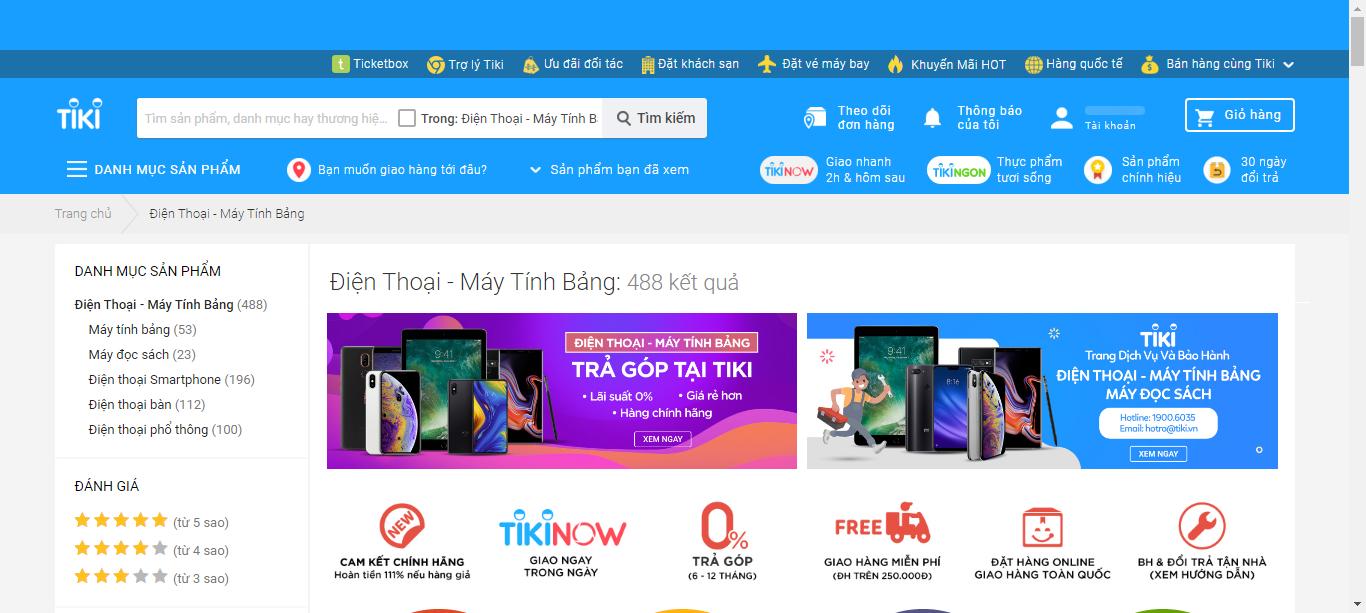 Ticketbox
Trợ lý Tiki
Ưu đãi đối tác
Đặt khách sạn
Đặt vé máy bay
Khuyến Mãi HOT
Hàng quốc tế
Bán hàng cùng Tiki
TIKI
Tìm sản phẩm, danh mục hay thương hiệ...
Trong: Điện Thoại - Máy Tính B
Tìm kiếm
Theo dõi
đơn hàng
Thông báo
của tôi
Tài khoản
Giỏ hàng
DANH MỤC SẢN PHẨM
Bạn muốn giao hàng tới đâu?
Sản phẩm bạn đã xem
TIKINOW
Giao nhanh
2h & hôm sau
TIKINGON
Thực phẩm
tươi sống
Sản phẩm
chính hiệu
30 ngày
đổi trả
Trang chủ
Điện Thoại - Máy Tính Bảng
DANH MỤC SẢN PHẨM
Điện Thoại - Máy Tính Bảng (488)
Máy tính bảng (53)
Máy đọc sách (23)
Điện thoại Smartphone (196)
Điện thoại bàn (112)
Điện thoại phổ thông (100)
ĐÁNH GIÁ
(từ 5 sao)
(từ 4 sao)
(từ 3 sao)
Điện Thoại - Máy Tính Bảng: 488 kết quả
9:41
ĐIỆN THOẠI - MÁY TÍNH BẢNG
TRẢ GÓP TẠI TIKI
• Lãi suất 0% • Giá rẻ hơn
• Hàng chính hãng
XEM NGAY
9:41
8:16
TIKI
Trang Dịch Vụ Và Bảo Hành
ĐIỆN THOẠI - MÁY TÍNH BẢNG
MÁY ĐỌC SÁCH
Hotline: 1900.6035
Email: hotro@tiki.vn
XEM NGAY
NEW
CAM KẾT CHÍNH HÃNG
Hoàn tiền 111% nếu hàng giả
TIKINOW
GIAO NGAY
TRONG NGÀY
0%
TRẢ GÓP
(6 - 12 THÁNG)
FREE
GIAO HÀNG MIỄN PHÍ
(ĐH TRÊN 250.000Đ)
ĐẶT HÀNG ONLINE
GIAO HÀNG TOÀN QUỐC
BH & ĐỔI TRẢ TẬN NHÀ
(XEM HƯỚNG DẪN)